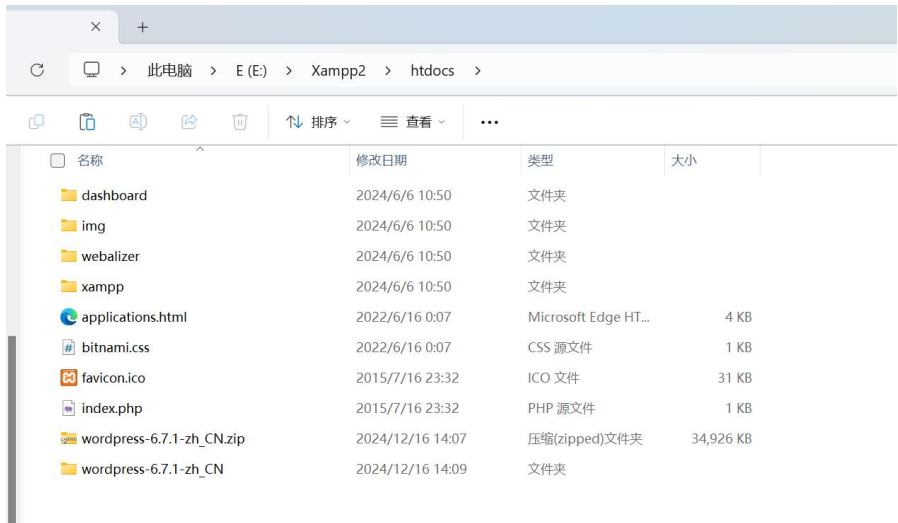 此电脑 > E (E:) > Xampp2 > htdocs >
排序 查看
名称 修改日期 类型 大小
dashboard 2024/6/6 10:50 文件夹
img 2024/6/6 10:50 文件夹
webalizer 2024/6/6 10:50 文件夹
xampp 2024/6/6 10:50 文件夹
applications.html 2022/6/16 0:07 Microsoft Edge HT... 4 KB
bitnami.css 2022/6/16 0:07 CSS 源文件 1 KB
favicon.ico 2015/7/16 23:32 ICO 文件 31 KB
index.php 2015/7/16 23:32 PHP 源文件 1 KB
wordpress-6.7.1-zh_CN.zip 2024/12/16 14:07 压缩(zipped)文件夹 34,926 KB
wordpress-6.7.1-zh_CN 2024/12/16 14:09 文件夹